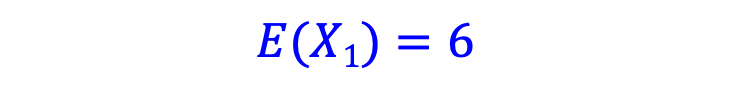 E(X₁) = 6